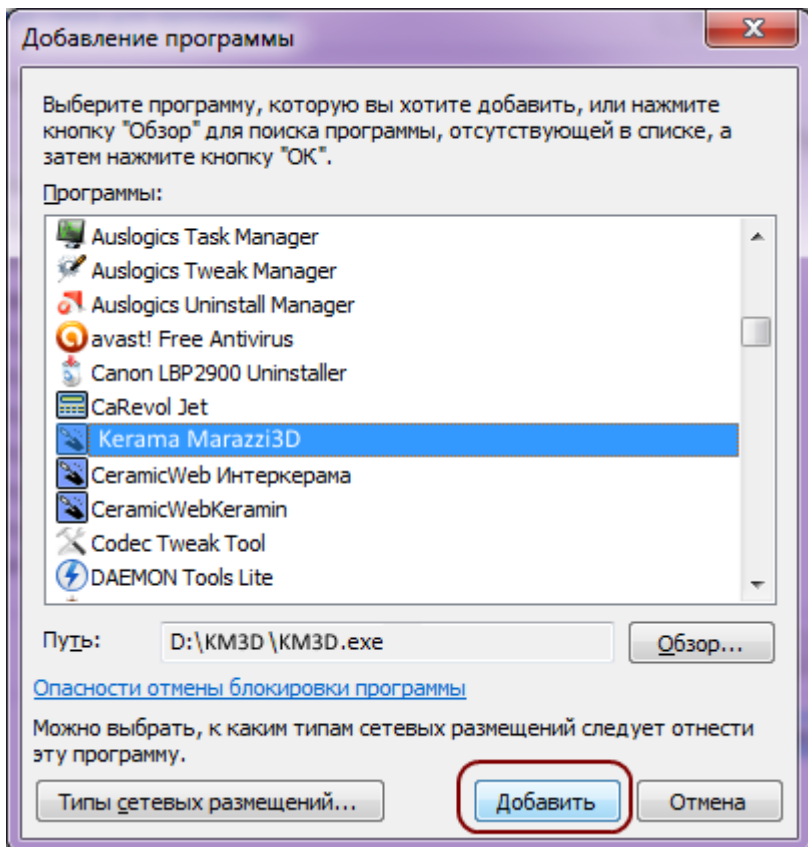 Добавление программы
Выберите программу, которую вы хотите добавить, или нажмите
кнопку "Обзор" для поиска программы, отсутствующей в списке, а
затем нажмите кнопку "ОК".
Программы:
Auslogics Task Manager
Auslogics Tweak Manager
Auslogics Uninstall Manager
avast! Free Antivirus
Canon LBP2900 Uninstaller
CaRevol Jet
Kerama Marazzi3D
CeramicWeb Интеркерама
CeramicWebKeramin
Codec Tweak Tool
DAEMON Tools Lite
Путь: D:\KM3D \KM3D.exe Обзор...
Опасности отмены блокировки программы
Можно выбрать, к каким типам сетевых размещений следует отнести
эту программу.
Типы сетевых размещений... Добавить Отмена